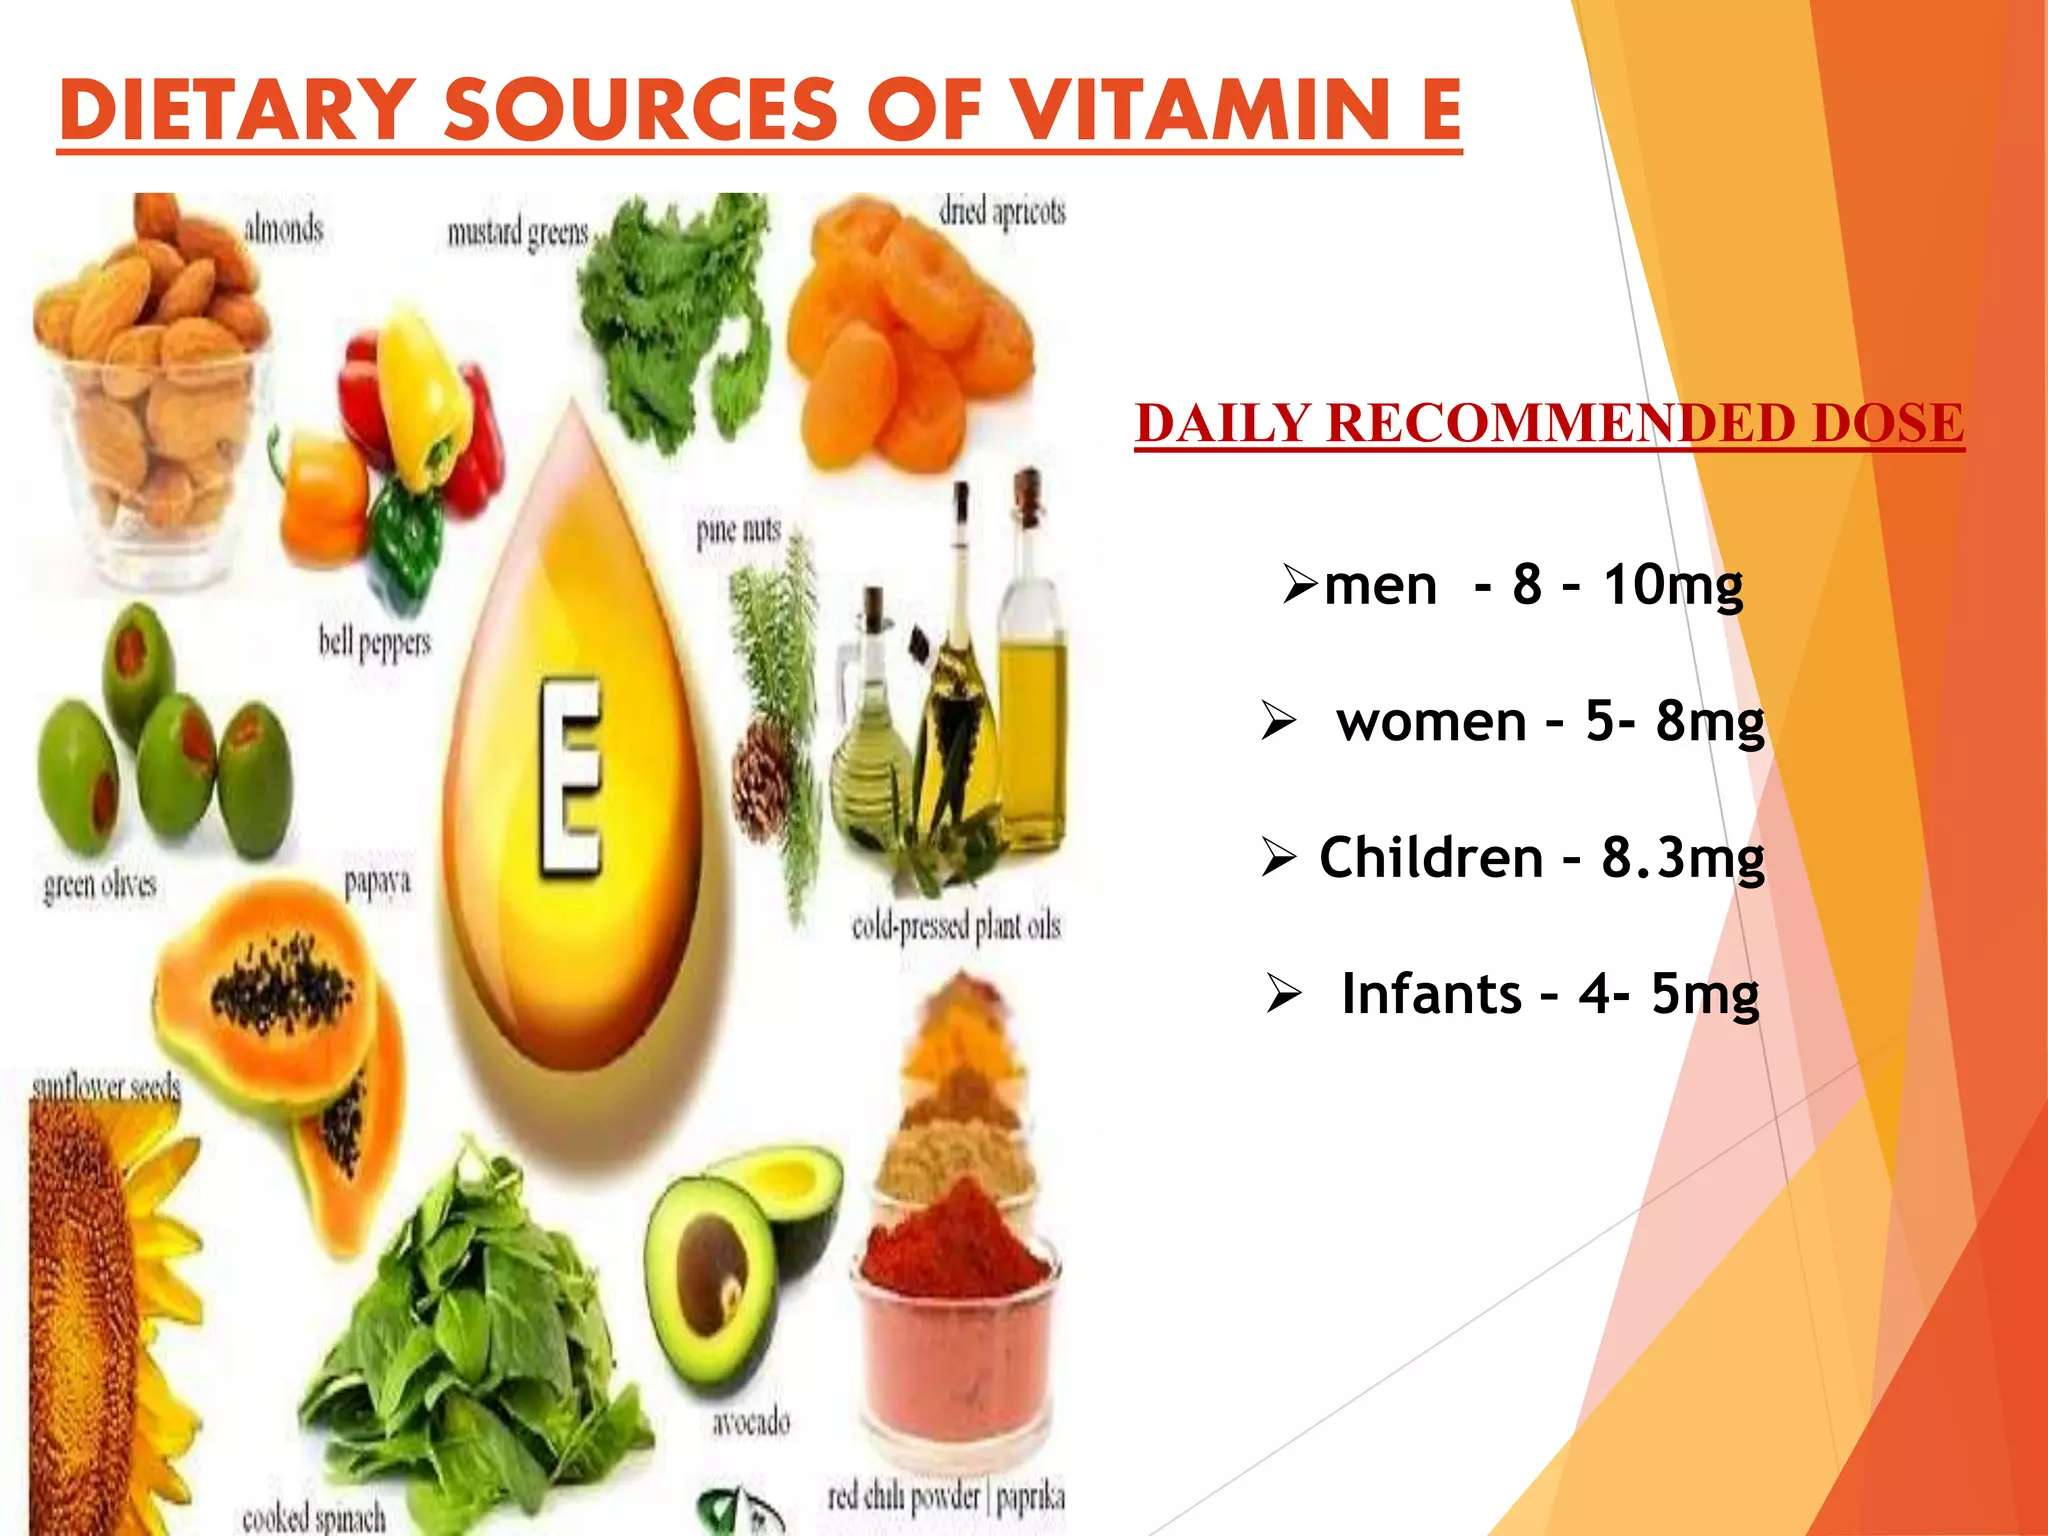 DIETARY SOURCES OF VITAMIN E
almonds
mustard greens
dried apricots
DAILY RECOMMENDED DOSE
pine nuts
➢men - 8 – 10mg
bell peppers
E
➢ women – 5- 8mg
➢ Children – 8.3mg
green olives
papaya
cold-pressed plant oils
➢ Infants – 4- 5mg
sunflower seeds
avocado
red chili powder | paprika
cooked spinach